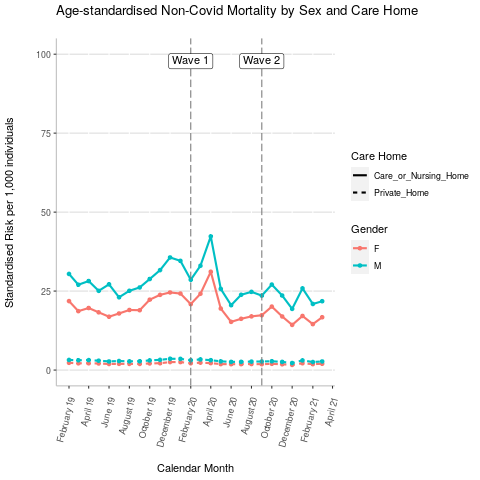 Age-standardised Non-Covid Mortality by Sex and Care Home
Standardised Risk per 1,000 individuals
100
75
50
25
0
Wave 1
Wave 2
February 19
April 19
June 19
August 19
October 19
December 19
February 20
April 20
June 20
August 20
October 20
December 20
February 21
April 21
Calendar Month
Care Home
Care_or_Nursing_Home
Private_Home
Gender
F
M